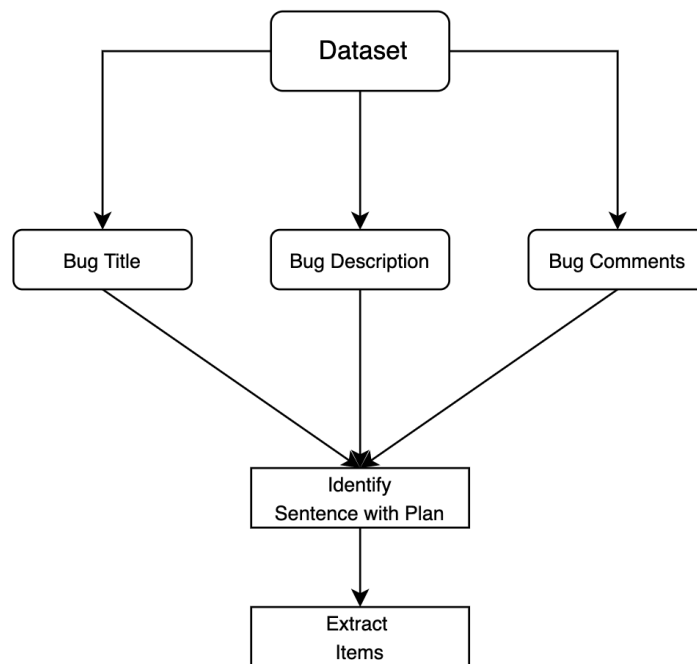 Dataset
Bug Title
Bug Description
Bug Comments
Identify
Sentence with Plan
Extract
Items